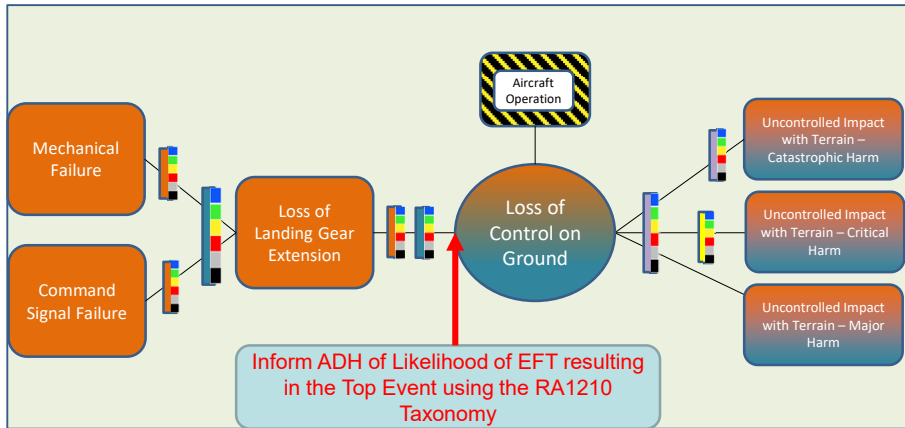 Aircraft
Operation
Mechanical
Failure
Command
Signal Failure
Loss of
Landing Gear
Extension
Loss of
Control on
Ground
Uncontrolled Impact
with Terrain –
Catastrophic Harm
Uncontrolled Impact
with Terrain – Critical
Harm
Uncontrolled Impact
with Terrain – Major
Harm
Inform ADH of Likelihood of EFT resulting
in the Top Event using the RA1210
Taxonomy